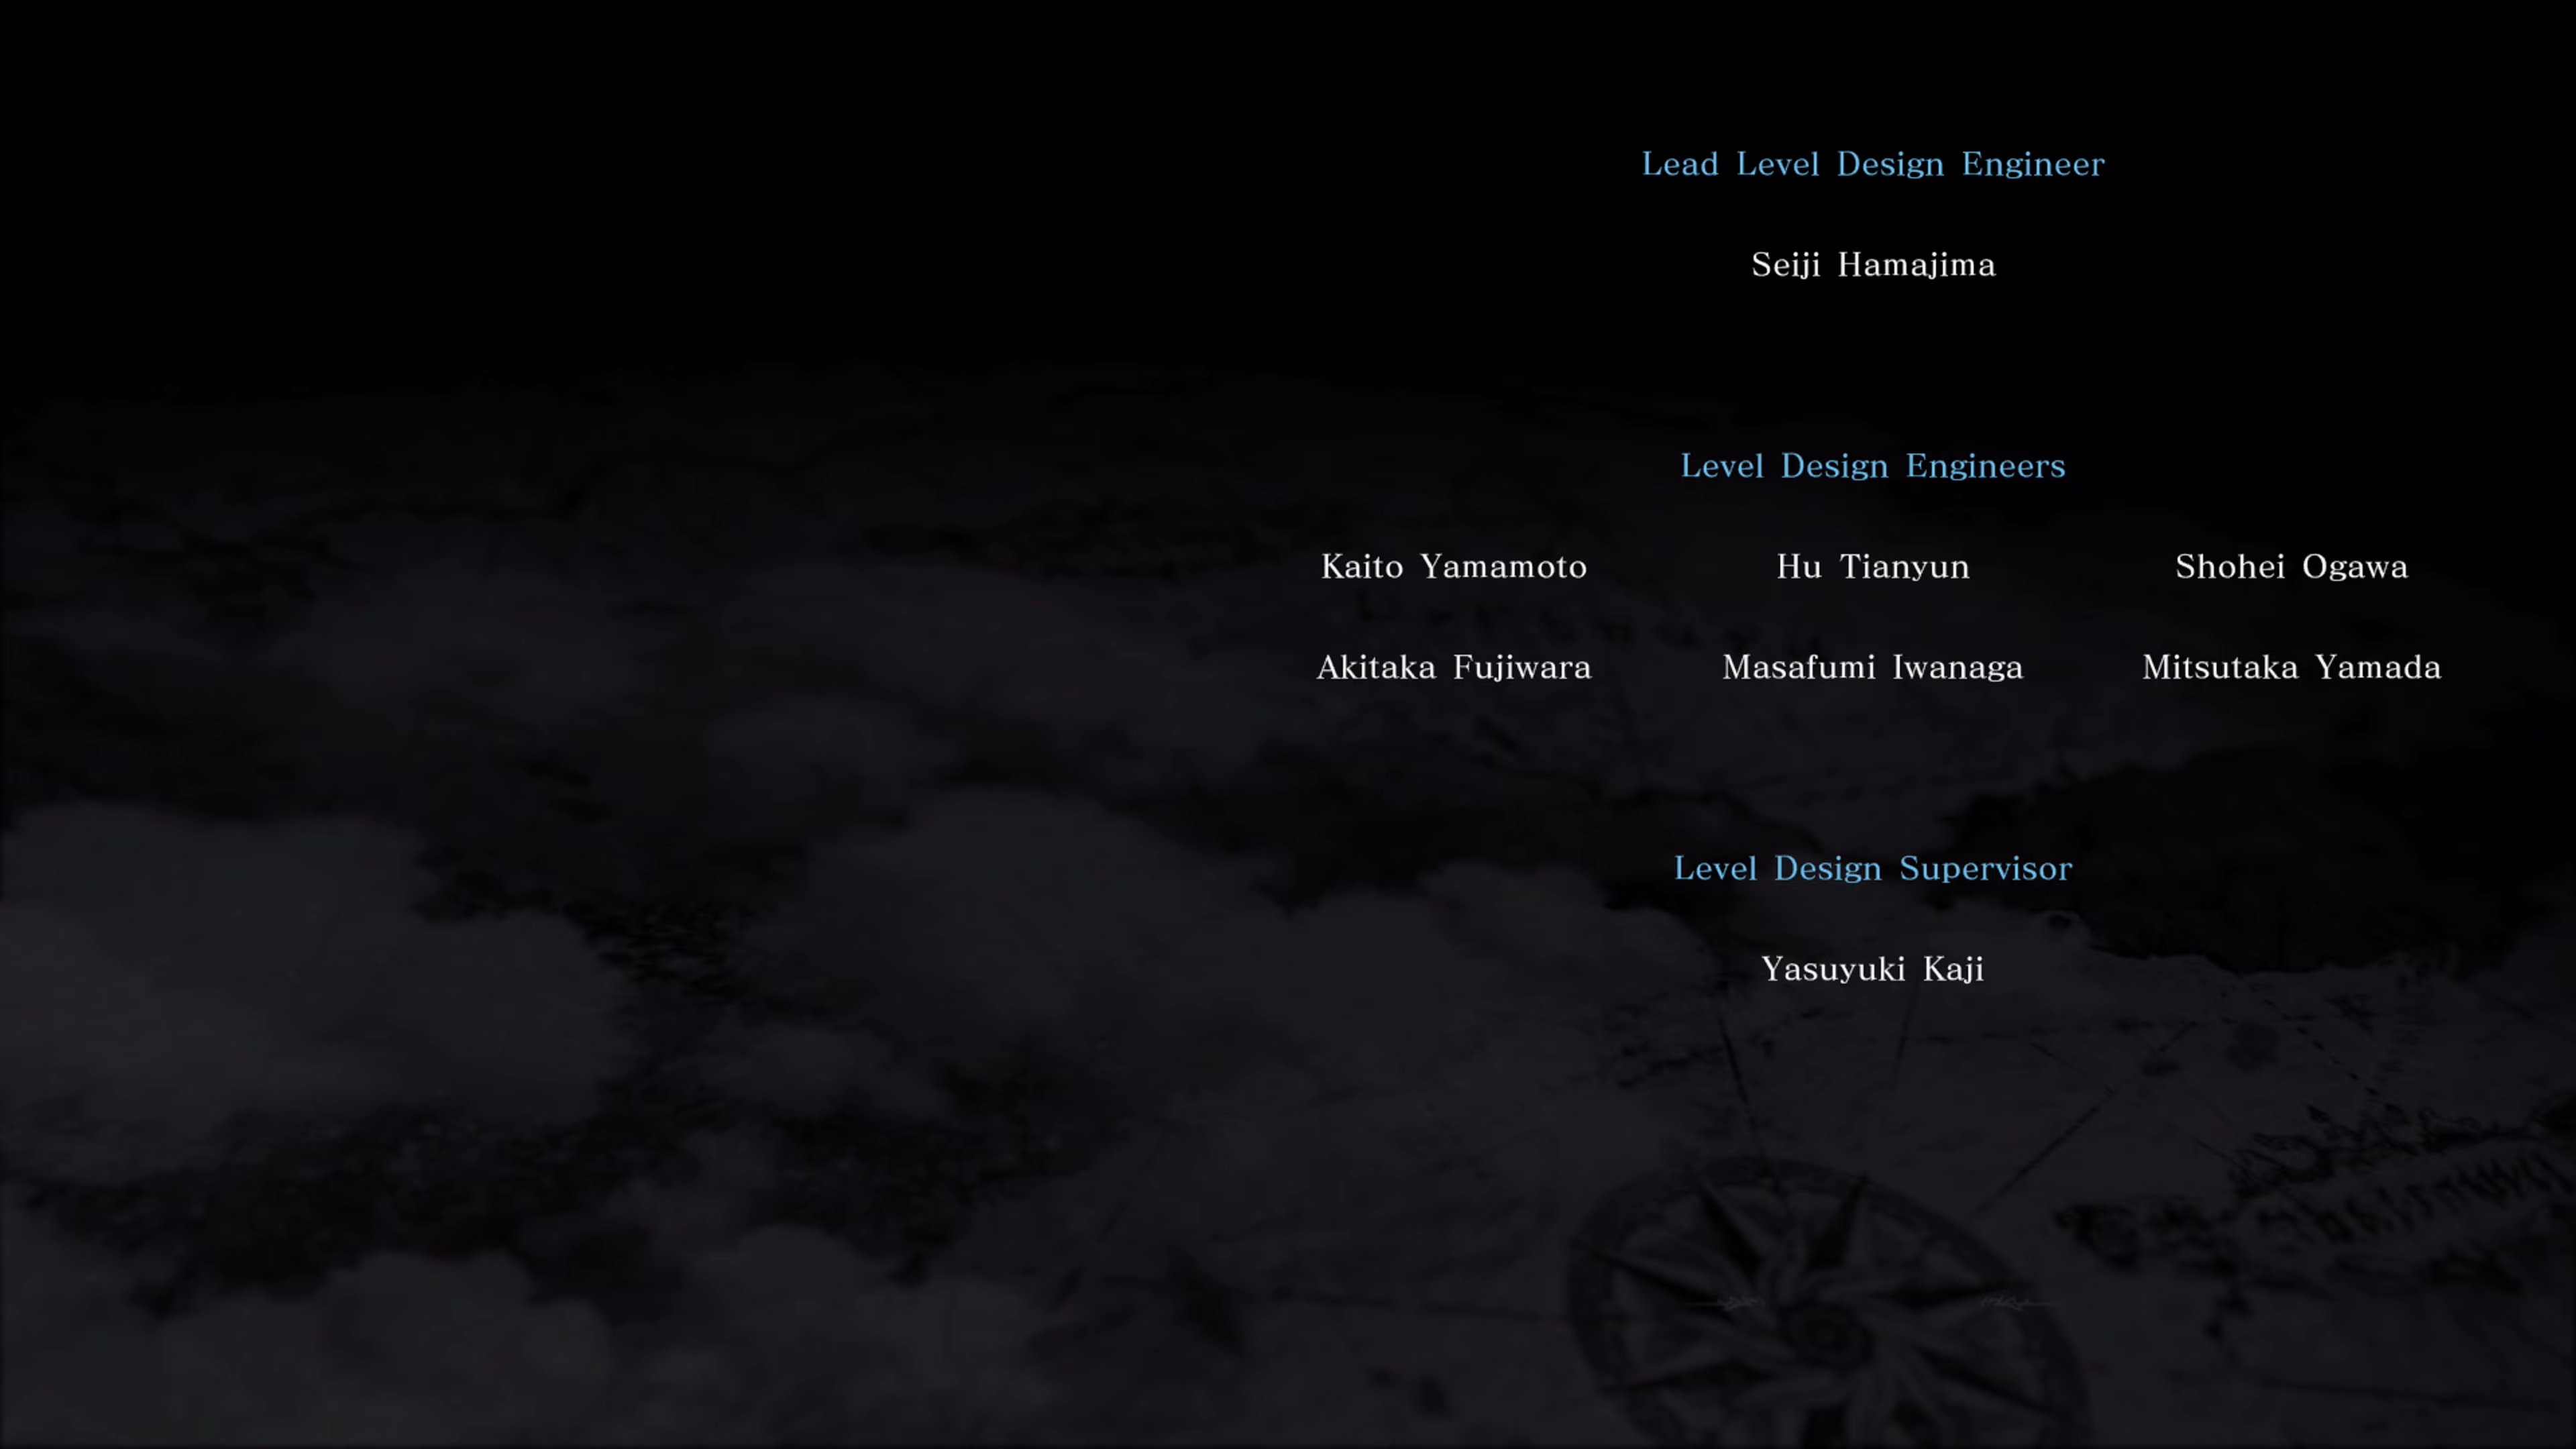 Lead Level Design Engineer
Seiji Hamajima
Level Design Engineers
Kaito Yamamoto Hu Tianyun Shohei Ogawa
Akitaka Fujiwara Masafumi Iwanaga Mitsutaka Yamada
Level Design Supervisor
Yasuyuki Kaji